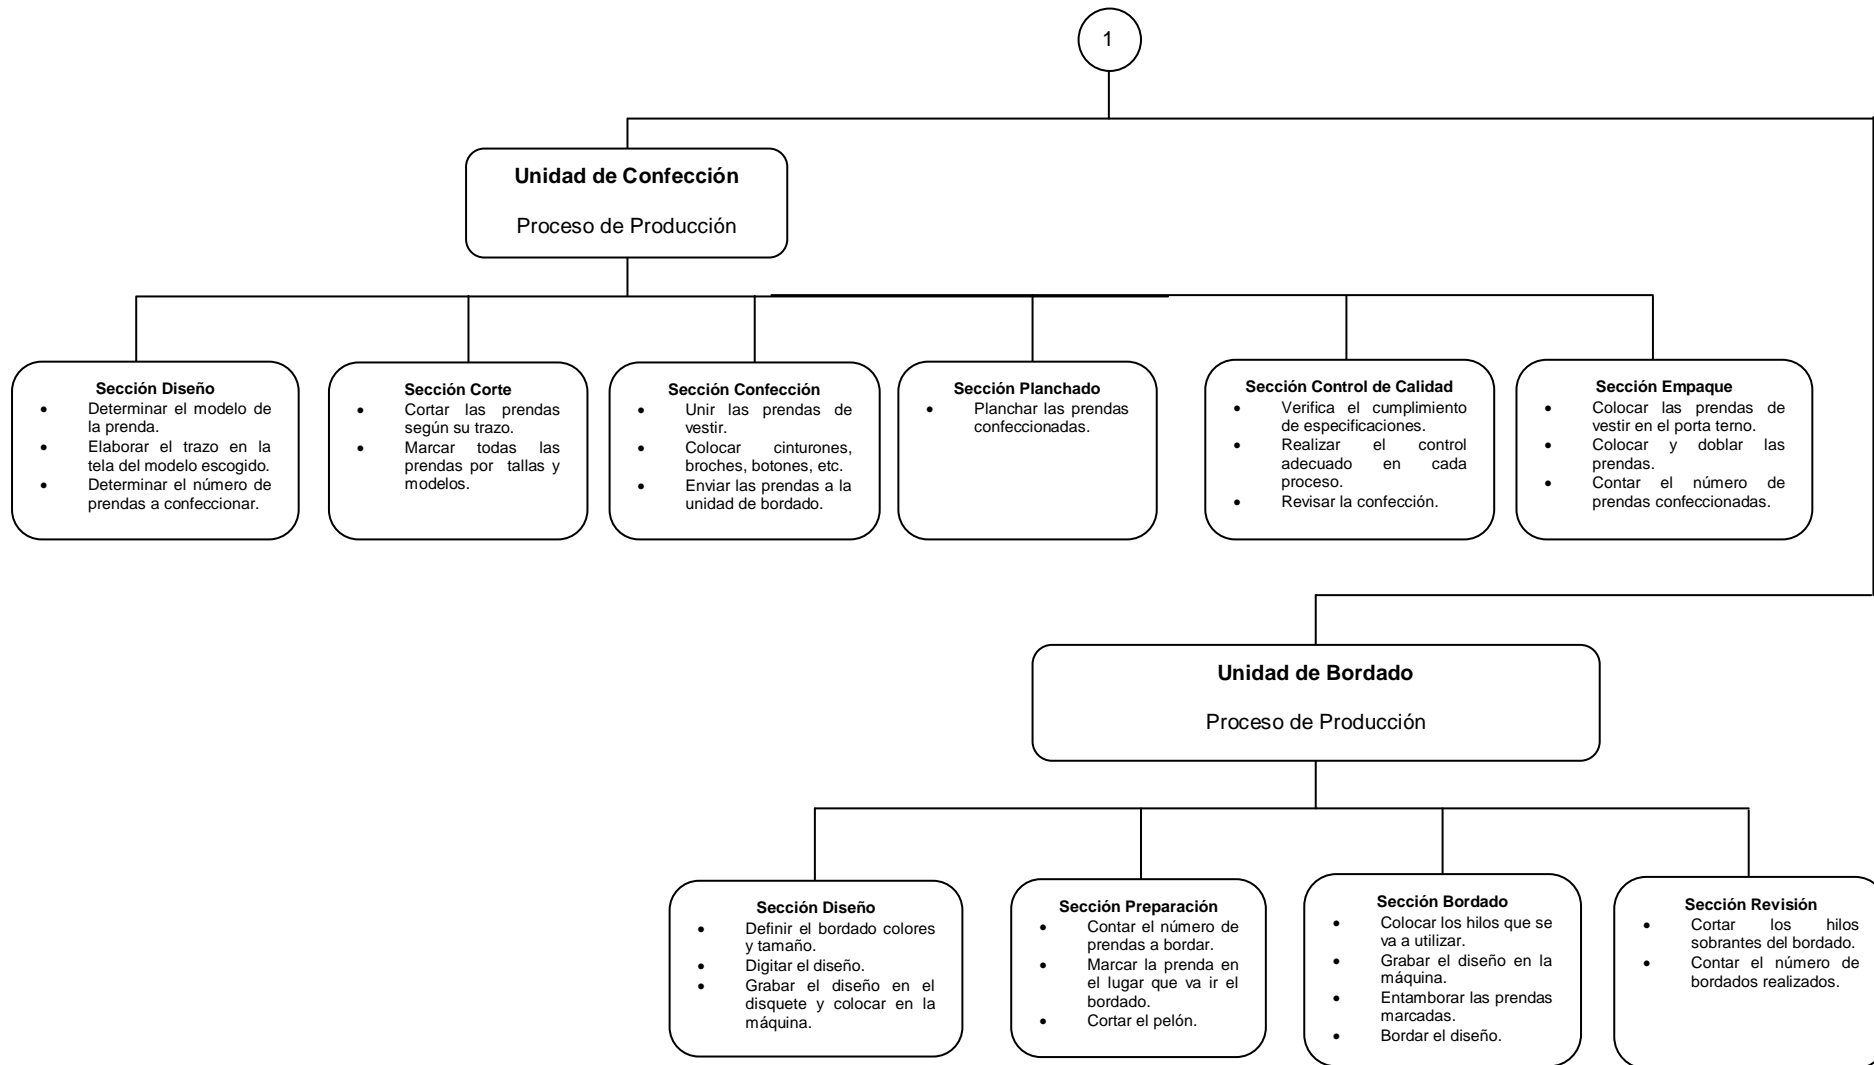 1
Unidad de Confección
Proceso de Producción
Sección Diseño
• Determinar el modelo de
la prenda.
• Elaborar el trazo en la
tela del modelo escogido.
• Determinar el número de
prendas a confeccionar.
Sección Corte
• Cortar las prendas
según su trazo.
• Marcar todas las
prendas por tallas y
modelos.
Sección Confección
• Unir las prendas de
vestir.
• Colocar cinturones,
broches, botones, etc.
• Enviar las prendas a la
unidad de bordado.
Sección Planchado
• Planchar las prendas
confeccionadas.
Sección Control de Calidad
• Verifica el cumplimiento
de especificaciones.
• Realizar el control
adecuado en cada
proceso.
• Revisar la confección.
Sección Empaque
• Colocar las prendas de
vestir en el porta terno.
• Colocar y doblar las
prendas.
• Contar el número de
prendas confeccionadas.
Unidad de Bordado
Proceso de Producción
Sección Diseño
• Definir el bordado colores
y tamaño.
• Digitar el diseño.
• Grabar el diseño en el
disquete y colocar en la
máquina.
Sección Preparación
• Contar el número de
prendas a bordar.
• Marcar la prenda en
el lugar que va ir el
bordado.
• Cortar el pelón.
Sección Bordado
• Colocar los hilos que se
va a utilizar.
• Grabar el diseño en la
máquina.
• Entamborar las prendas
marcadas.
• Bordar el diseño.
Sección Revisión
• Cortar los hilos
sobrantes del bordado.
• Contar el número de
bordados realizados.